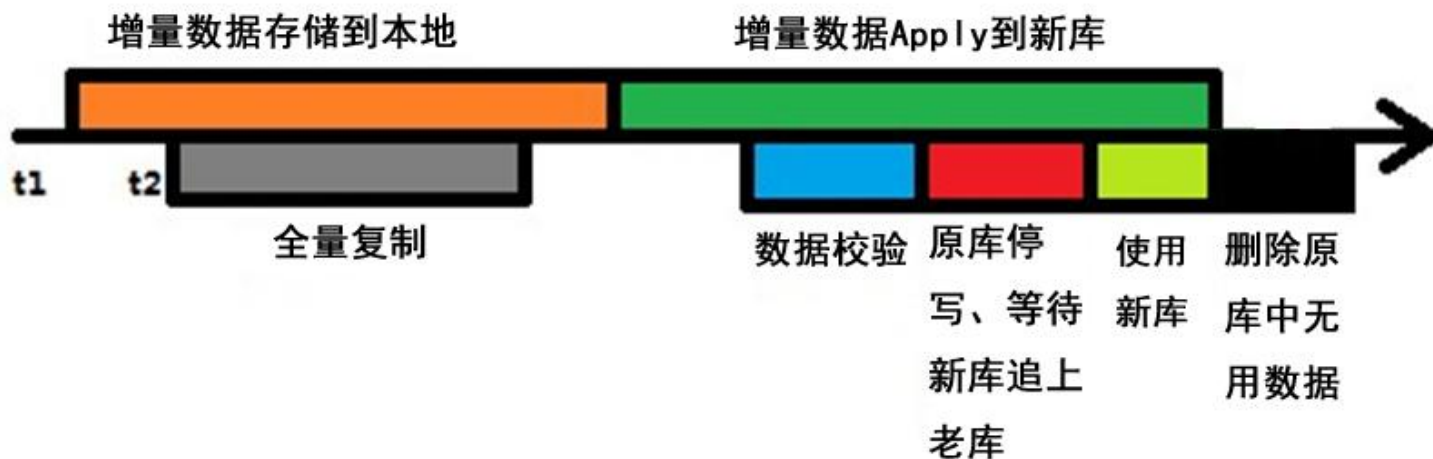 增量数据存储到本地
增量数据Apply到新库
t1
t2
全量复制
数据校验
原库停
写、等待
新库追上
老库
使用
新库
删除原
库中无
用数据